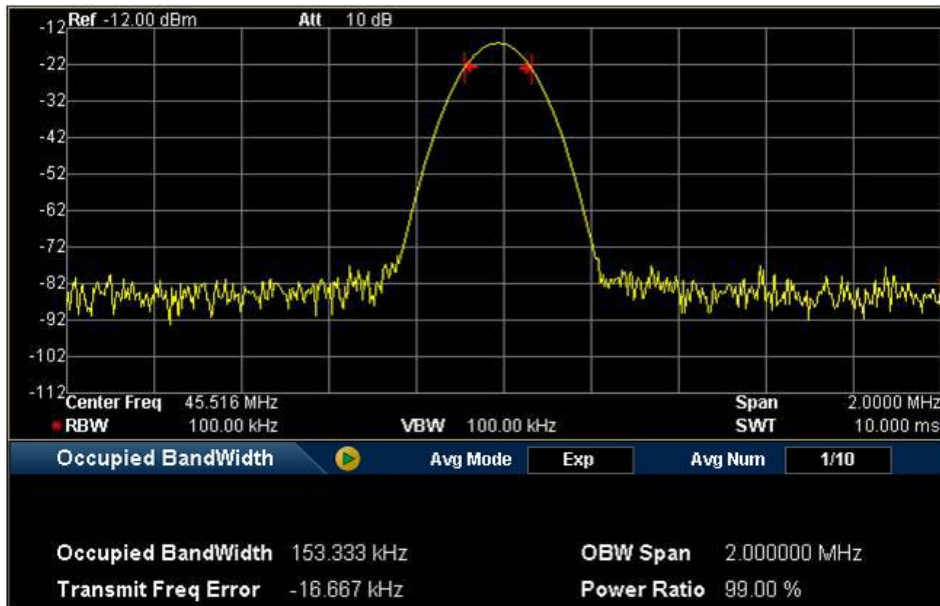 Ref -12.00 dBm Att 10 dB
-12
-22
-32
-42
-52
-62
-72
-82
-92
-102
-112
Center Freq 45.516 MHz Span 2.0000 MHz
* RBW 100.00 kHz VBW 100.00 kHz SWT 10.000 ms
Occupied BandWidth Avg Mode Exp Avg Num 1/10
Occupied BandWidth 153.333 kHz OBW Span 2.000000 MHz
Transmit Freq Error -16.667 kHz Power Ratio 99.00 %